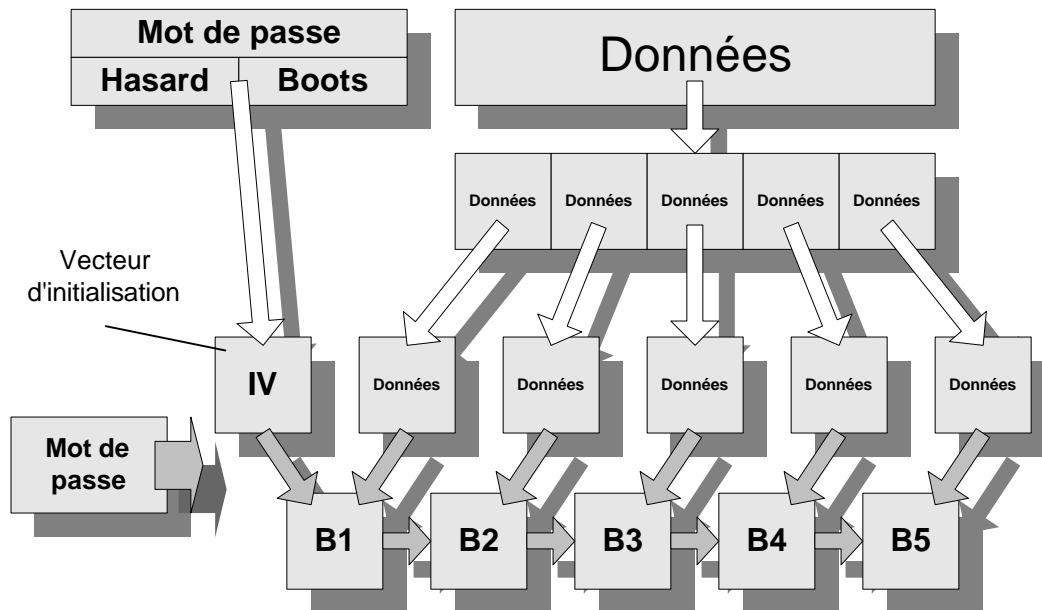 Mot de passe
Hasard
Boots
Données
Données
Données
Données
Données
Données
Vecteur
d'initialisation
IV
Données
Données
Données
Données
Données
Mot de
passe
B1
B2
B3
B4
B5